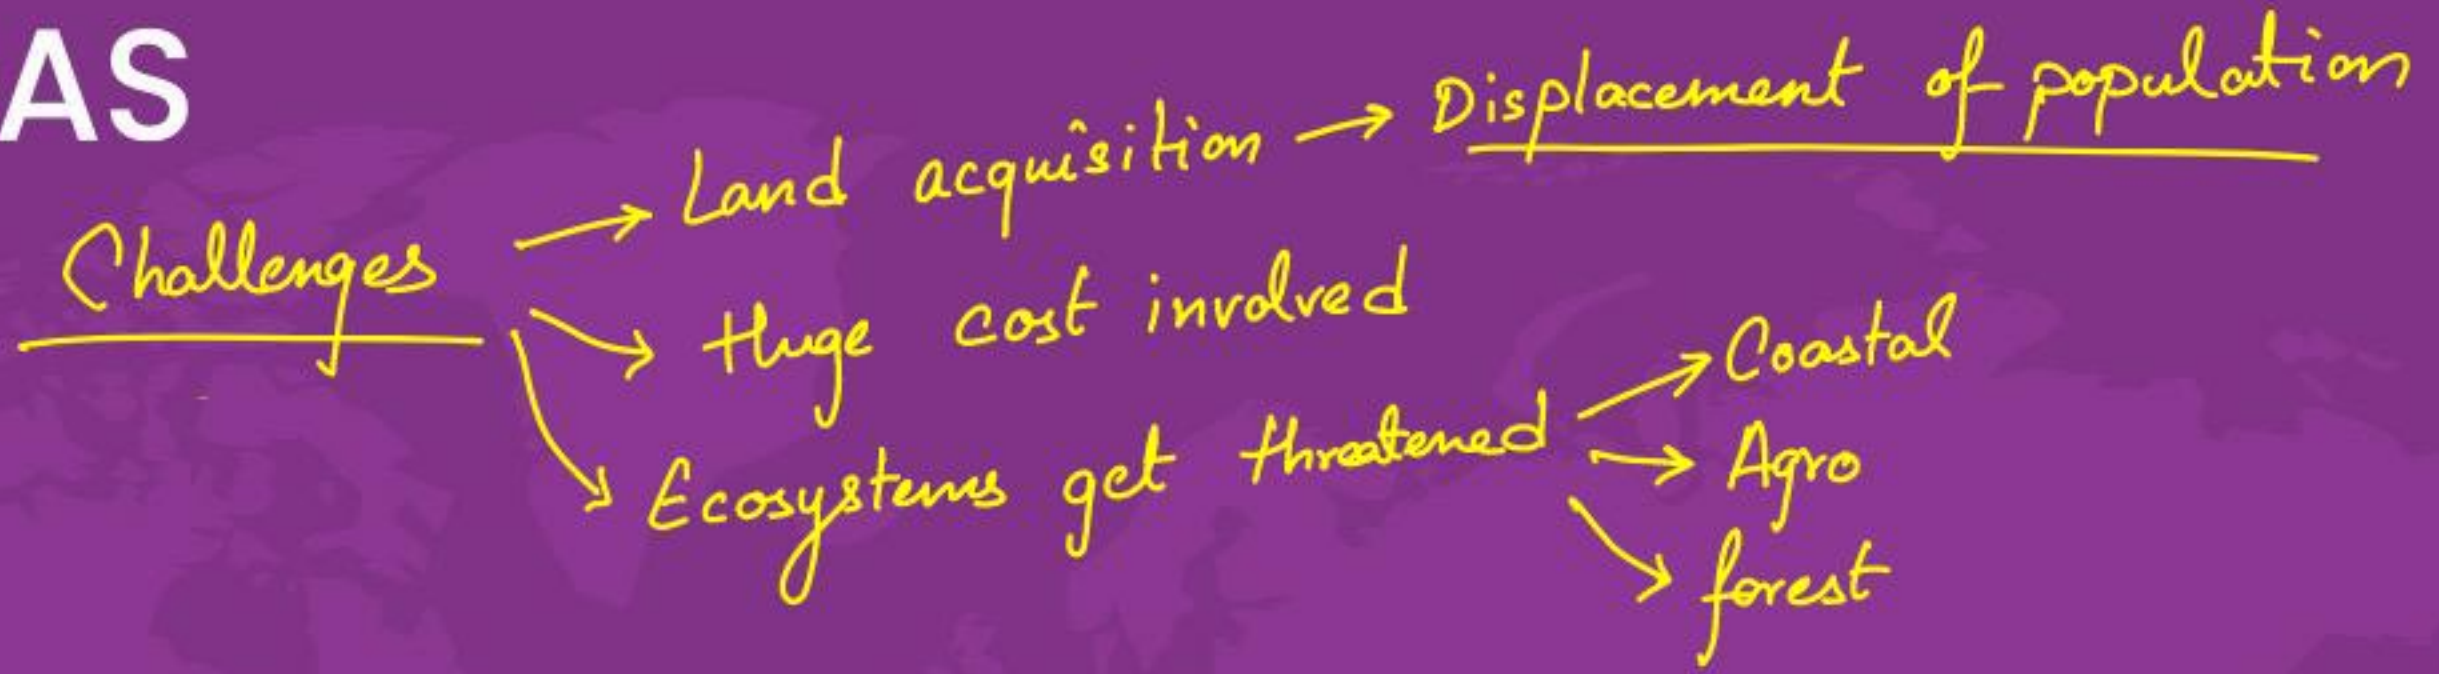 AS
Challenges
→ Land acquisition → Displacement of population
→ Huge cost involved
→ Ecosystems get threatened
→ Coastal
→ Agro
→ forest